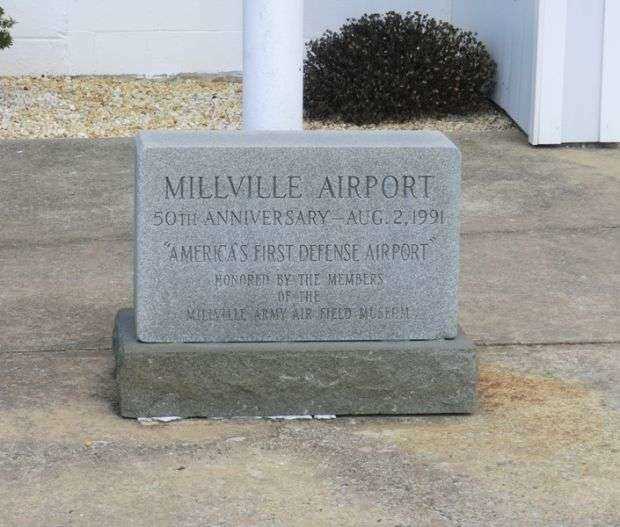 MILLVILLE AIRPORT
50TH ANNIVERSARY—AUG. 2, 1991
"AMERICA'S FIRST DEFENSE AIRPORT"
HONORED BY THE MEMBERS
OF THE
MILLVILLE ARMY AIR FIELD MUSEUM